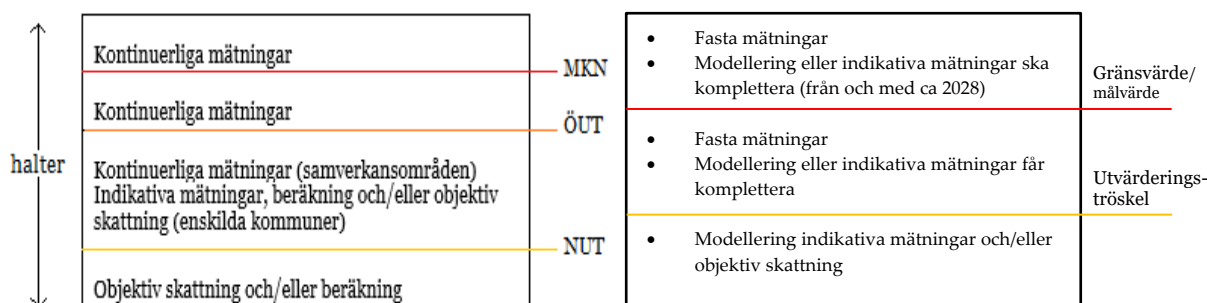 halter
Kontinuerliga mätningar
MKN
Kontinuerliga mätningar
ÖUT
Kontinuerliga mätningar (samverkansområden)
Indikativa mätningar, beräkning och/eller objektiv
skattning (enskilda kommuner)
NUT
Objektiv skattning och/eller beräkning
• Fasta mätningar
• Modellering eller indikativa mätningar ska
komplettera (från och med ca 2028)
Gränsvärde/
målvärde
• Fasta mätningar
• Modellering eller indikativa mätningar får
komplettera
Utvärderings-
tröskel
• Modellering indikativa mätningar och/eller
objektiv skattning